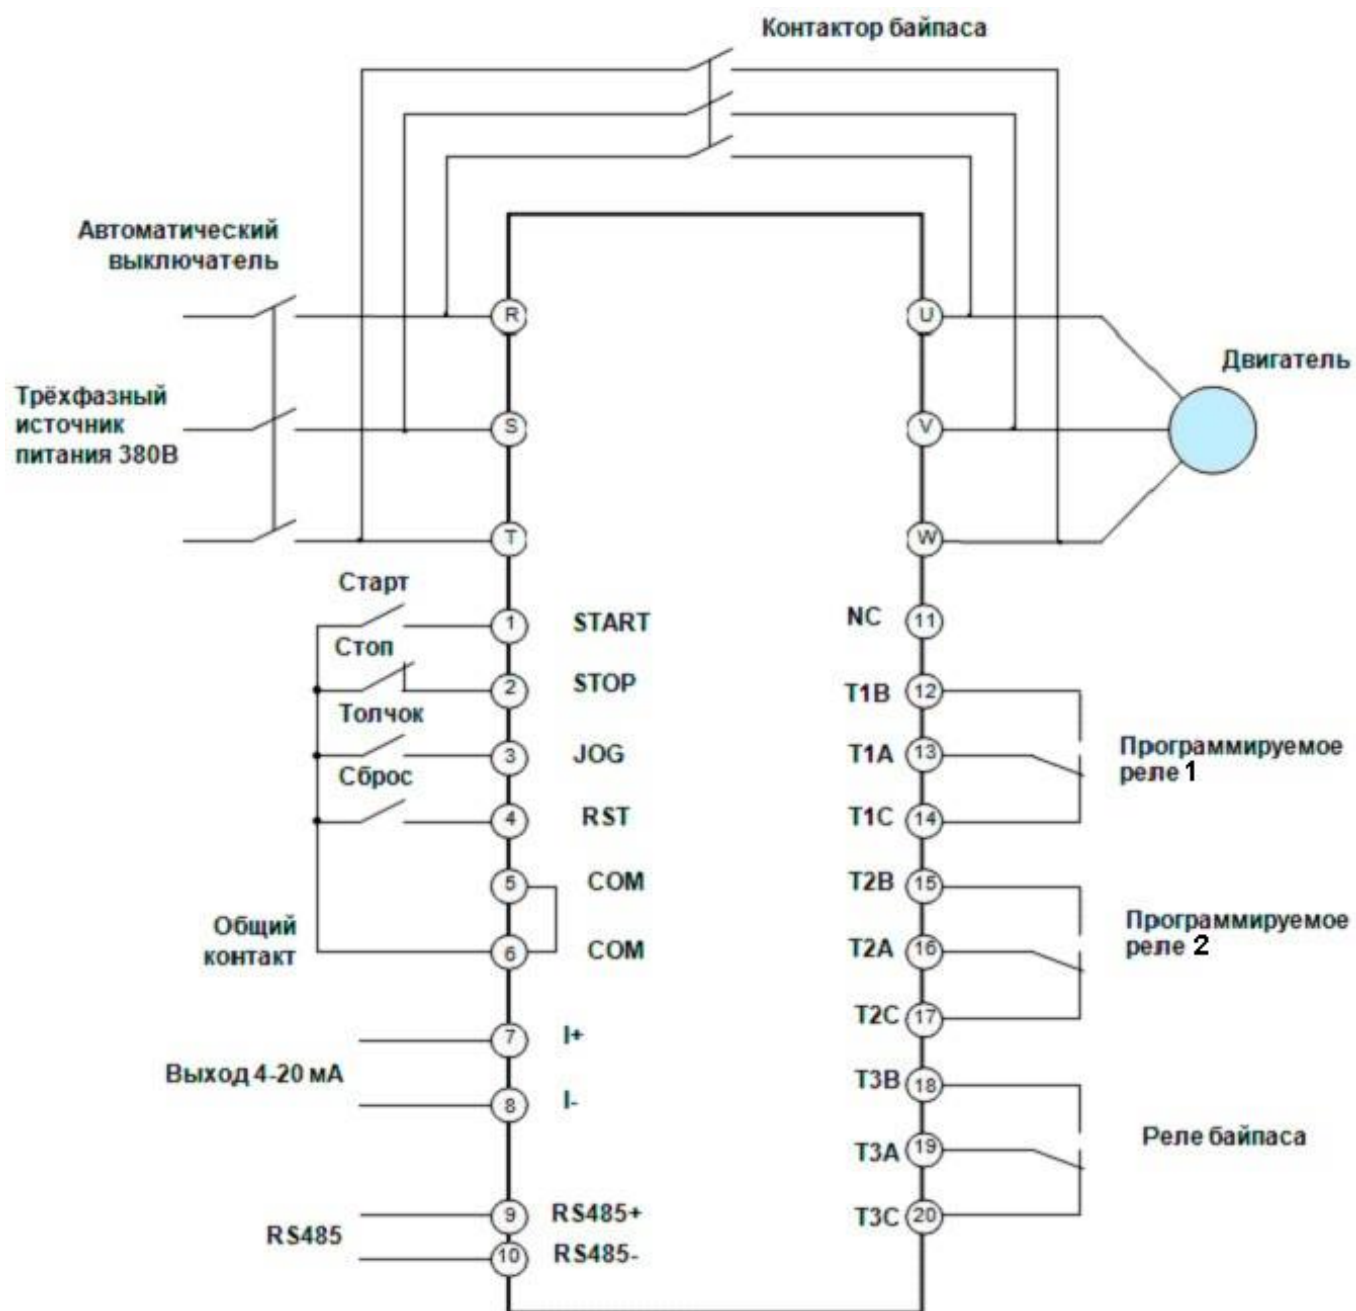 Контактор байпаса
Автоматический
выключатель
R
U
Двигатель
Трёхфазный
источник
питания 380В
S
V
T
W
Старт
1
START
NC
11
Стоп
2
STOP
T1B
12
Толчок
3
JOG
T1A
13
Программируемое
реле 1
Сброс
4
RST
T1C
14
5
COM
T2B
15
Общий
контакт
6
COM
T2A
16
Программируемое
реле 2
7
I+
T2C
17
Выход 4-20 мА
8
I-
T3B
18
T3A
19
Реле байпаса
RS485
9
RS485+
T3C
20
10
RS485-